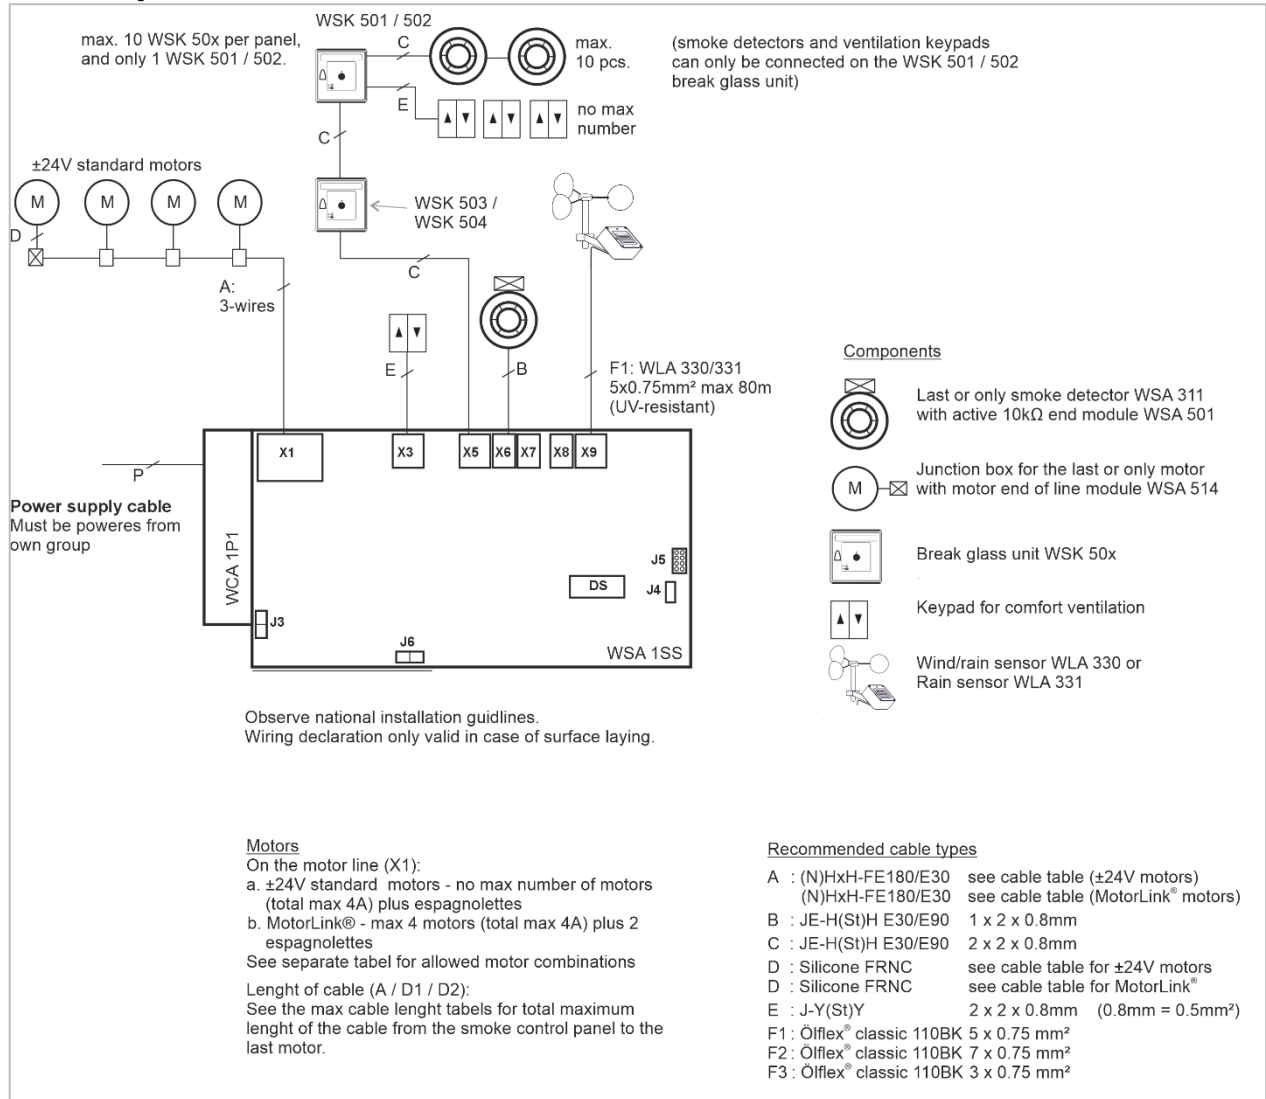 WSK 501 / 502
max. 10 WSK 50x per panel,
and only 1 WSK 501 / 502.
C
max.
10 pcs.
(smoke detectors and ventilation keypads
can only be connected on the WSK 501 / 502
break glass unit)
E
no max
number
C
±24V standard motors
M
M
M
M
WSK 503 /
WSK 504
D
C
A:
3-wires
E
B
F1: WLA 330/331
5x0.75mm² max 80m
(UV-resistant)
Components
Last or only smoke detector WSA 311
with active 10kΩ end module WSA 501
M
Junction box for the last or only motor
with motor end of line module WSA 514
Break glass unit WSK 50x
Keypad for comfort ventilation
Wind/rain sensor WLA 330 or
Rain sensor WLA 331
X1
X3
X5
X6
X7
X8
X9
P
Power supply cable
Must be poweres from
own group
WCA 1P1
J5
DS
J4
J3
J6
WSA 1SS
Observe national installation guidlines.
Wiring declaration only valid in case of surface laying.
Motors
On the motor line (X1):
a. ±24V standard motors - no max number of motors
(total max 4A) plus espagnolettes
b. MotorLink® - max 4 motors (total max 4A) plus 2
espagnolettes
See separate tabel for allowed motor combinations
Lenght of cable (A / D1 / D2):
See the max cable lenght tabels for total maximum
lenght of the cable from the smoke control panel to the
last motor.
Recommended cable types
A : (N)HxH-FE180/E30 see cable table (±24V motors)
(N)HxH-FE180/E30 see cable table (MotorLink® motors)
B : JE-H(St)H E30/E90 1 x 2 x 0.8mm
C : JE-H(St)H E30/E90 2 x 2 x 0.8mm
D : Silicone FRNC see cable table for ±24V motors
D : Silicone FRNC see cable table for MotorLink®
E : J-Y(St)Y 2 x 2 x 0.8mm (0.8mm = 0.5mm²)
F1 : Ölflex® classic 110BK 5 x 0.75 mm²
F2 : Ölflex® classic 110BK 7 x 0.75 mm²
F3 : Ölflex® classic 110BK 3 x 0.75 mm²